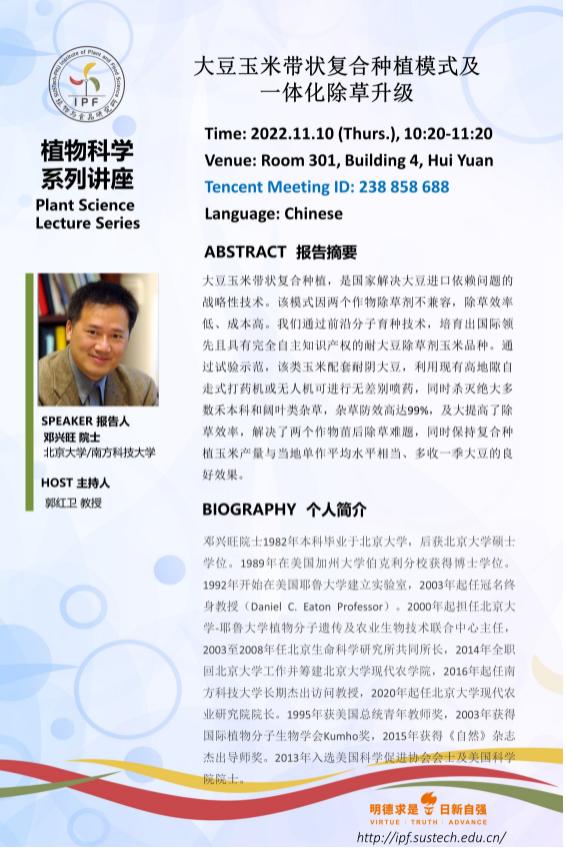 大豆玉米带状复合种植模式及
一体化除草升级
IPF
植物科学
系列讲座
Plant Science
Lecture Series
Time: 2022.11.10 (Thurs.), 10:20-11:20
Venue: Room 301, Building 4, Hui Yuan
Tencent Meeting ID: 238 858 688
Language: Chinese
ABSTRACT 报告摘要
大豆玉米带状复合种植，是国家解决大豆进口依赖问题的
战略性技术。该模式因两个作物除草剂不兼容，除草效率
低、成本高。我们通过前沿分子育种技术，培育出国际领
先且具有完全自主知识产权的耐大豆除草剂玉米品种。通
过试验示范，该类玉米配套耐阴大豆，利用现有高地隙自
走式打药机或无人机可进行无差别喷药，同时杀灭绝大多
数禾本科和阔叶类杂草，杂草防效高达99%，及大提高了除
草效率，解决了两个作物苗后除草难题，同时保持复合种
植玉米产量与当地单作平均水平相当、多收一季大豆的良
好效果。
SPEAKER 报告人
邓兴旺 院士
北京大学/南方科技大学
HOST 主持人
郭红卫 教授
BIOGRAPHY 个人简介
邓兴旺院士1982年本科毕业于北京大学，后获北京大学硕士
学位。1989年在美国加州大学伯克利分校获得博士学位。
1992年开始在美国耶鲁大学建立实验室，2003年起任冠名终
身教授（Daniel C. Eaton Professor）。2000年起担任北京大
学-耶鲁大学植物分子遗传及农业生物技术联合中心主任，
2003至2008年任北京生命科学研究所共同所长，2014年全职
回北京大学工作并筹建北京大学现代农学院，2016年起任南
方科技大学长期杰出访问教授，2020年起任北京大学现代农
业研究院院长。1995年获美国总统青年教师奖，2003年获得
国际植物分子生物学会Kumho奖，2015年获得《自然》杂志
杰出导师奖。2013年入选美国科学促进协会会士及美国科学
院院士。
明德求是 日新自强
VIRTUE TRUTH ADVANCE
http://ipf.sustech.edu.cn/